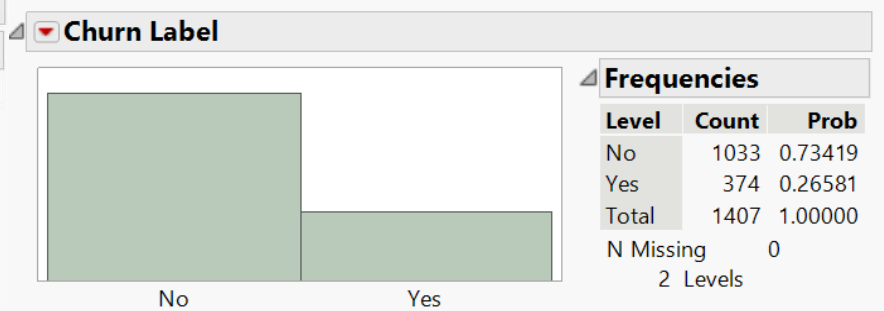 Churn Label
No Yes
Frequencies
Level Count Prob
No 1033 0.73419
Yes 374 0.26581
Total 1407 1.00000
N Missing 0
2 Levels